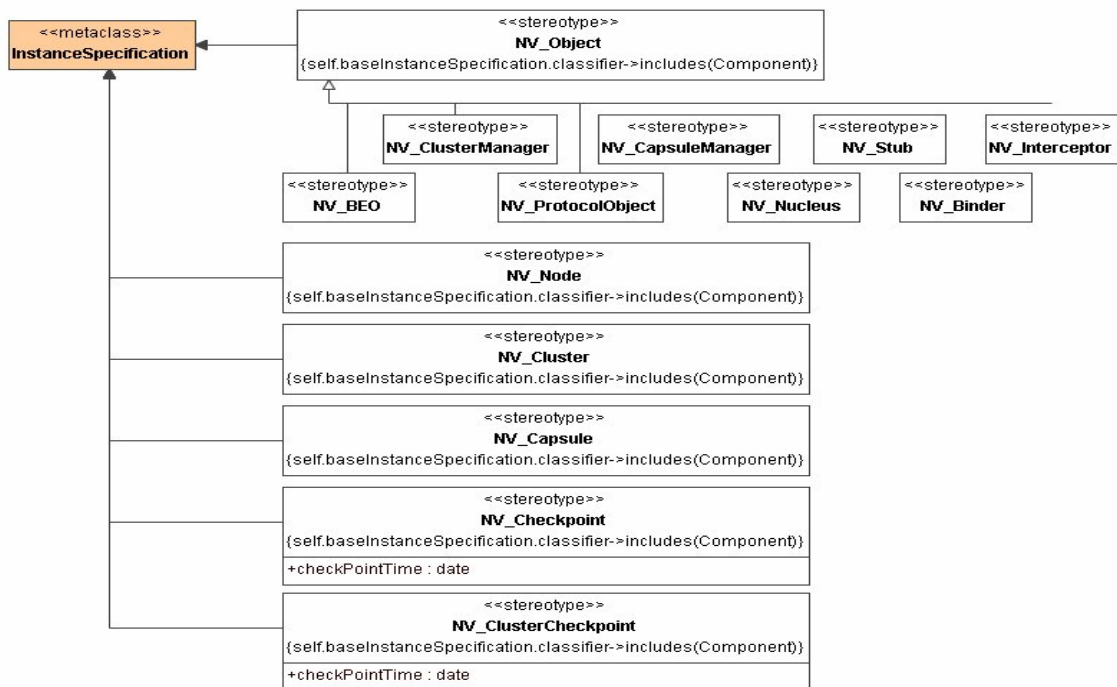 <<metaclass>>
InstanceSpecification
<<stereotype>>
NV_Object
{self.baseInstanceSpecification.classifier->includes(Component)}
<<stereotype>>
NV_ClusterManager
<<stereotype>>
NV_CapsuleManager
<<stereotype>>
NV_Stub
<<stereotype>>
NV_Interceptor
<<stereotype>>
NV_BEO
<<stereotype>>
NV_ProtocolObject
<<stereotype>>
NV_Nucleus
<<stereotype>>
NV_Binder
<<stereotype>>
NV_Node
{self.baseInstanceSpecification.classifier->includes(Component)}
<<stereotype>>
NV_Cluster
{self.baseInstanceSpecification.classifier->includes(Component)}
<<stereotype>>
NV_Capsule
{self.baseInstanceSpecification.classifier->includes(Component)}
<<stereotype>>
NV_Checkpoint
{self.baseInstanceSpecification.classifier->includes(Component)}
+checkPointTime : date
<<stereotype>>
NV_ClusterCheckpoint
{self.baseInstanceSpecification.classifier->includes(Component)}
+checkPointTime : date